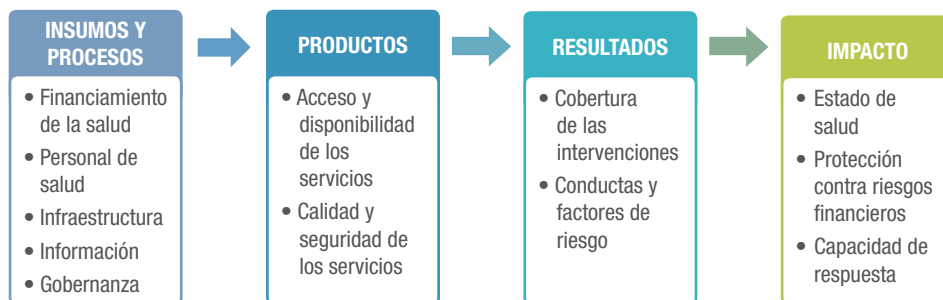 INSUMOS Y
PROCESOS
• Financiamiento
de la salud
• Personal de
salud
• Infraestructura
• Información
• Gobernanza
PRODUCTOS
• Acceso y
disponibilidad
de los
servicios
• Calidad y
seguridad de
los servicios
RESULTADOS
• Cobertura
de las
intervenciones
• Conductas y
factores de
riesgo
IMPACTO
• Estado de
salud
• Protección
contra riesgos
financieros
• Capacidad de
respuesta